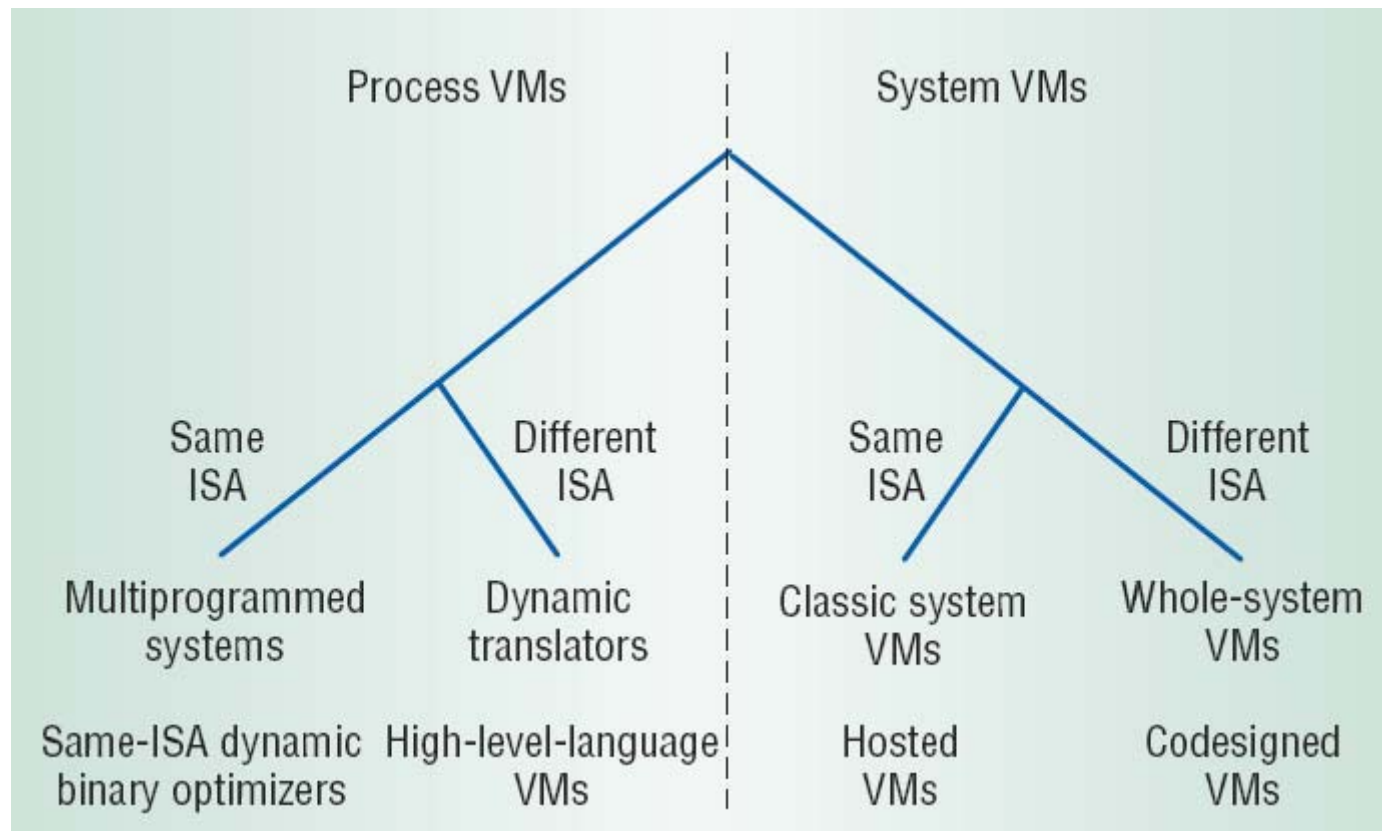 Process VMs
System VMs
Same
ISA
Different
ISA
Same
ISA
Different
ISA
Multiprogrammed
systems
Dynamic
translators
Classic system
VMs
Whole-system
VMs
Same-ISA dynamic
binary optimizers
High-level-language
VMs
Hosted
VMs
Codesigned
VMs